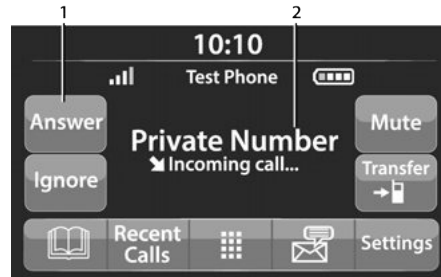 1 2
10:10
Test Phone
Answer Private Number Mute
Incoming call...
Ignore Transfer
Recent Calls Settings